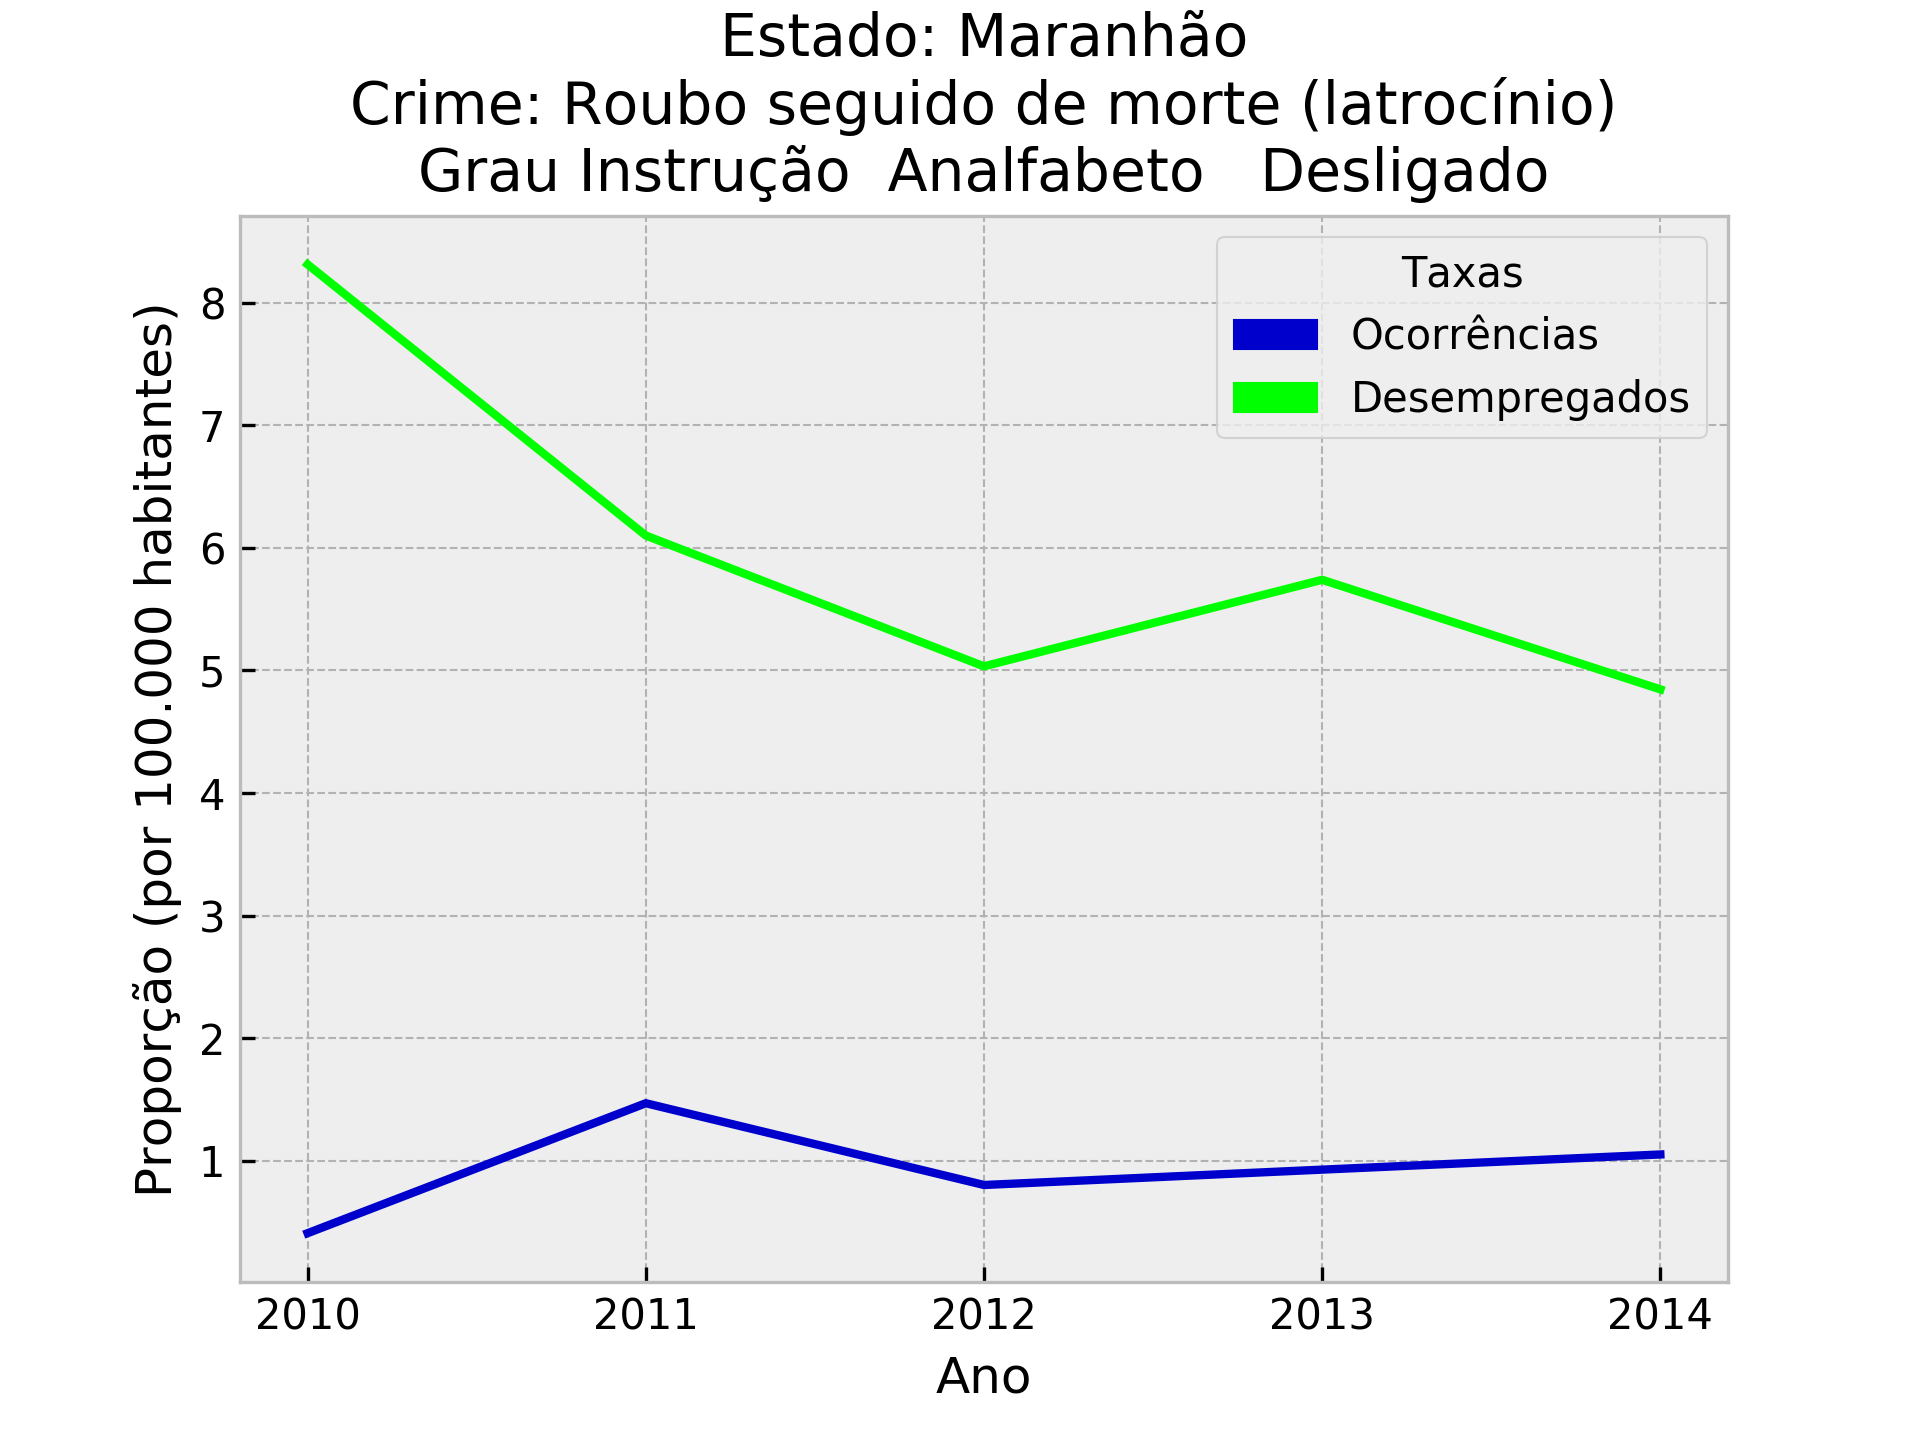 Estado: Maranhão
Crime: Roubo seguido de morte (latrocínio)
Grau Instrução  Analfabeto   Desligado
Taxas
Ocorrências
Desempregados
Proporção (por 100.000 habitantes)
8
7
6
5
4
3
2
1
2010 2011 2012 2013 2014
Ano